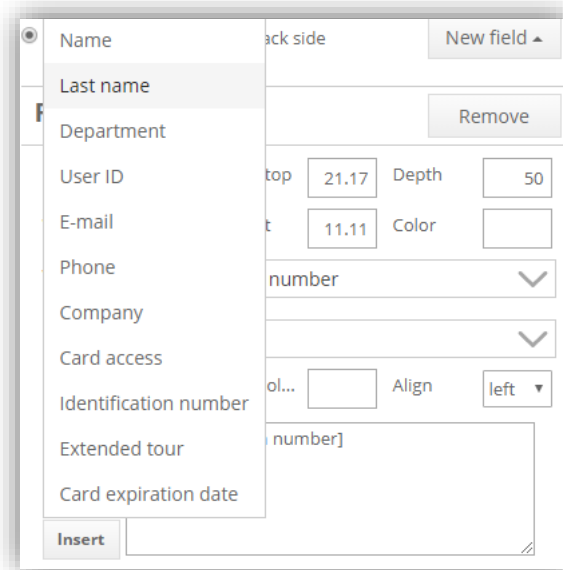 Name
ack side
New field
Last name
F
Remove
Department
User ID
top 21.17 Depth 50
E-mail
t 11.11 Color
Phone
number
Company
Card access
ol... Align left
Identification number
number]
Extended tour
Card expiration date
Insert